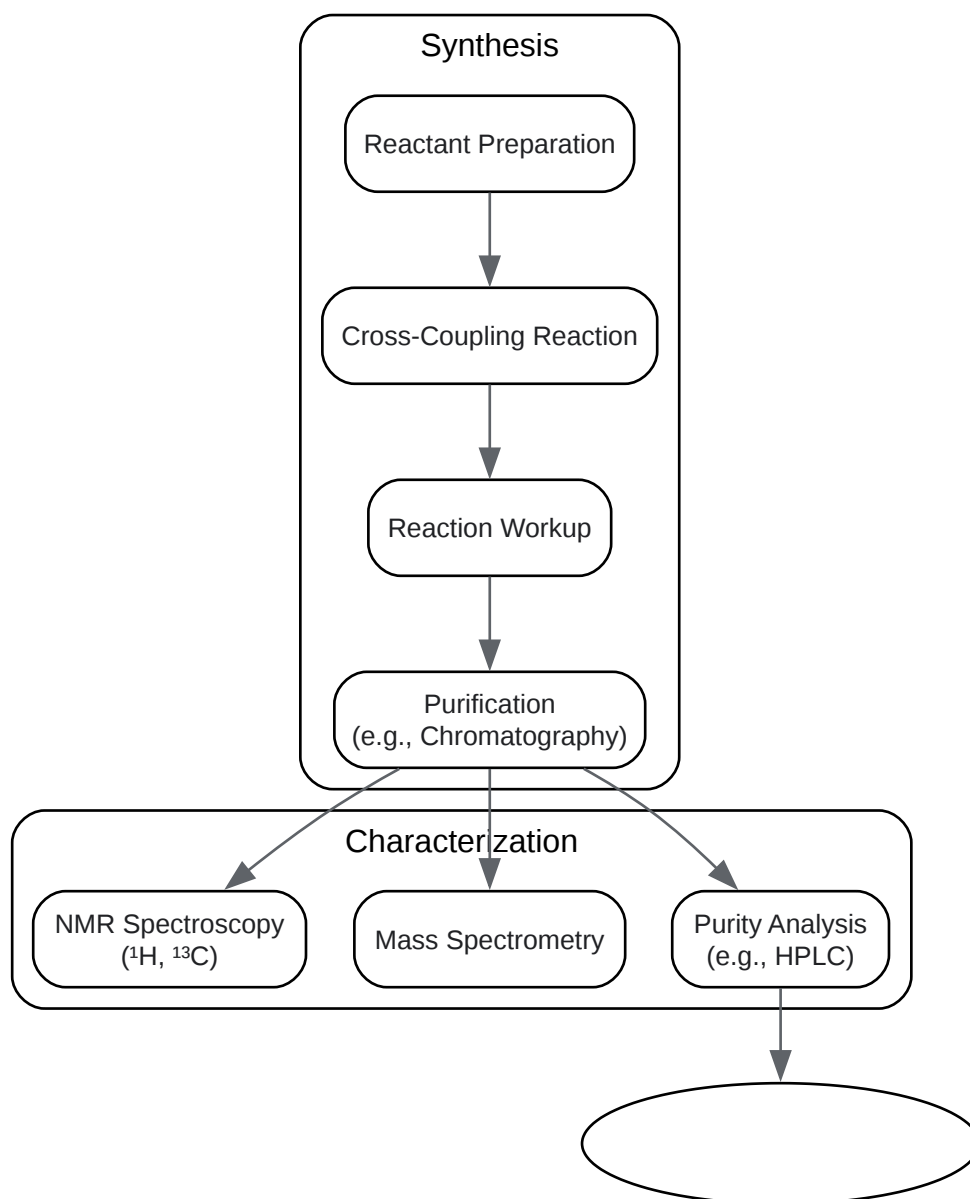 Synthesis
Reactant Preparation
Cross-Coupling Reaction
Reaction Workup
Purification
(e.g., Chromatography)
Characterization
NMR Spectroscopy
(¹H, ¹³C)
Mass Spectrometry
Purity Analysis
(e.g., HPLC)